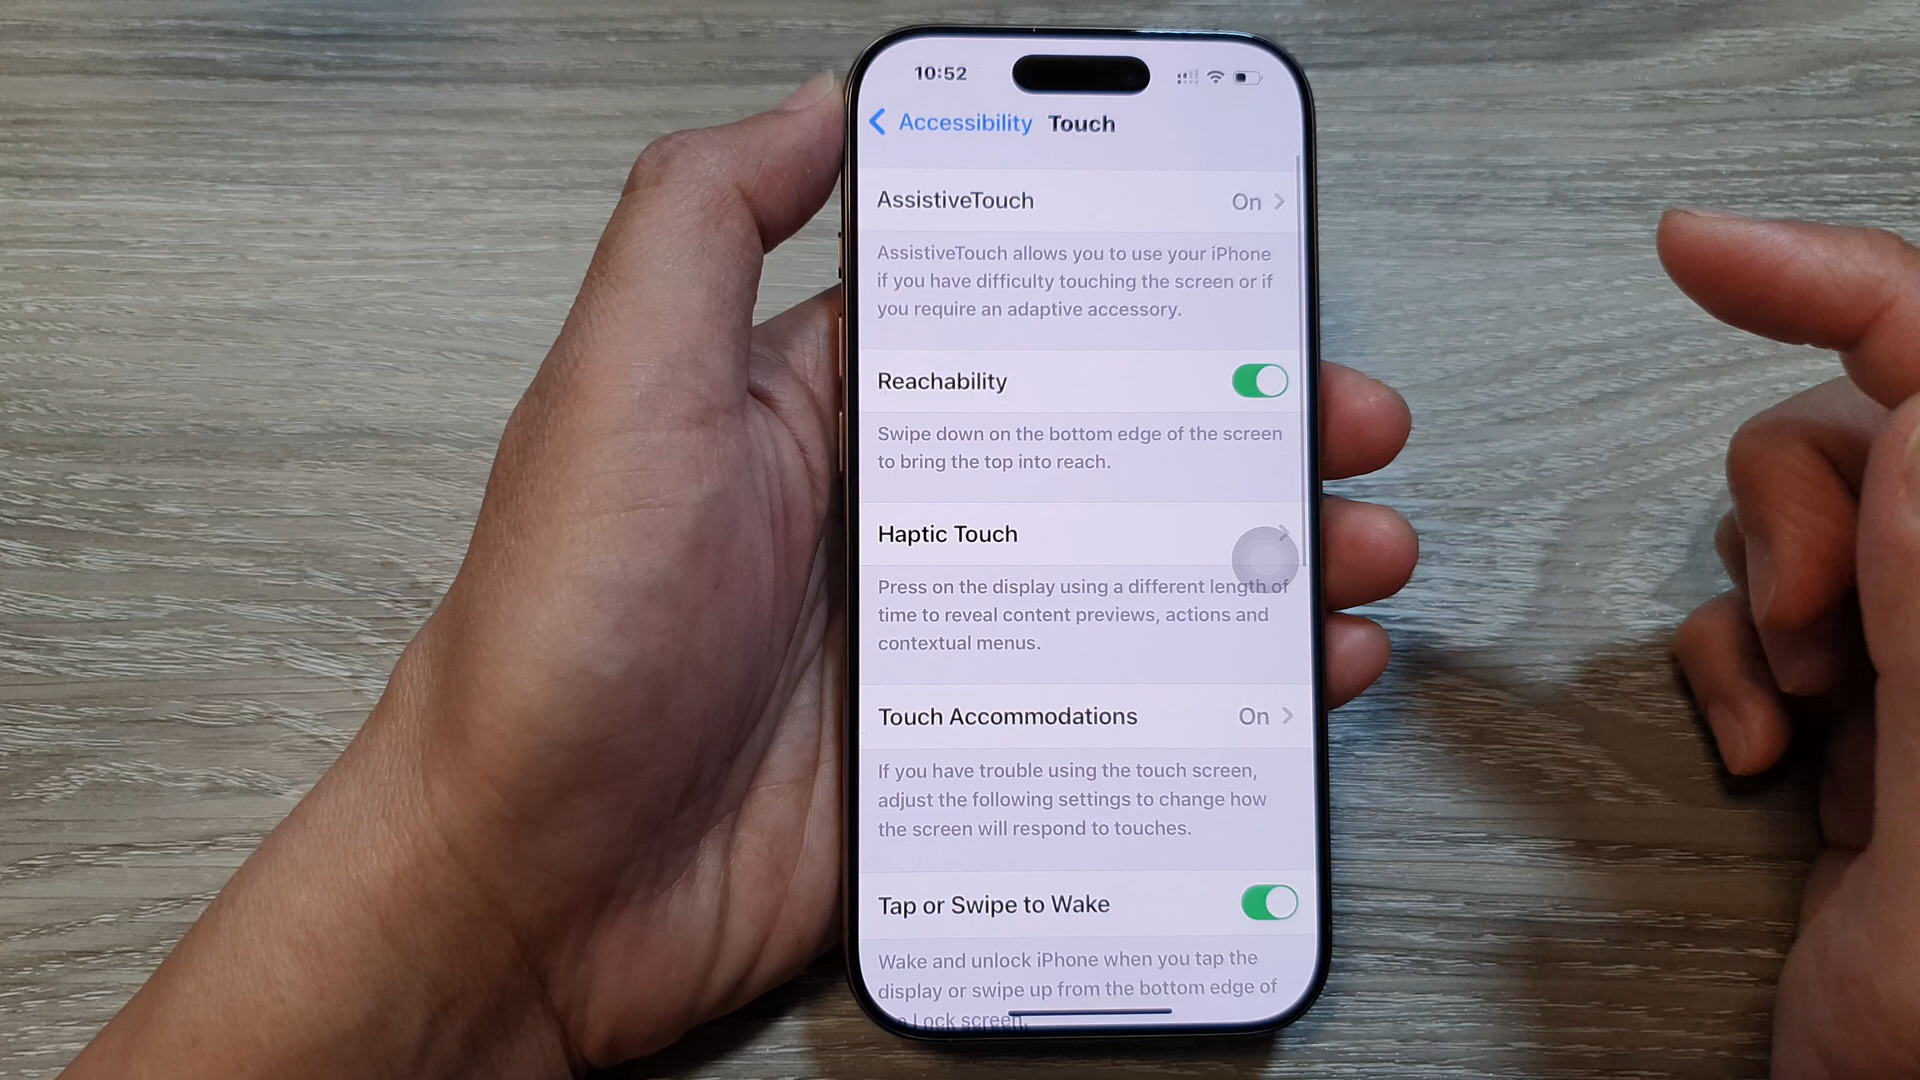 10:52
Accessibility Touch
AssistiveTouch On
AssistiveTouch allows you to use your iPhone
if you have difficulty touching the screen or if
you require an adaptive accessory.
Reachability
Swipe down on the bottom edge of the screen
to bring the top into reach.
Haptic Touch
Press on the display using a different length of
time to reveal content previews, actions and
contextual menus.
Touch Accommodations On
If you have trouble using the touch screen,
adjust the following settings to change how
the screen will respond to touches.
Tap or Swipe to Wake
Wake and unlock iPhone when you tap the
display or swipe up from the bottom edge of
Lock screen.